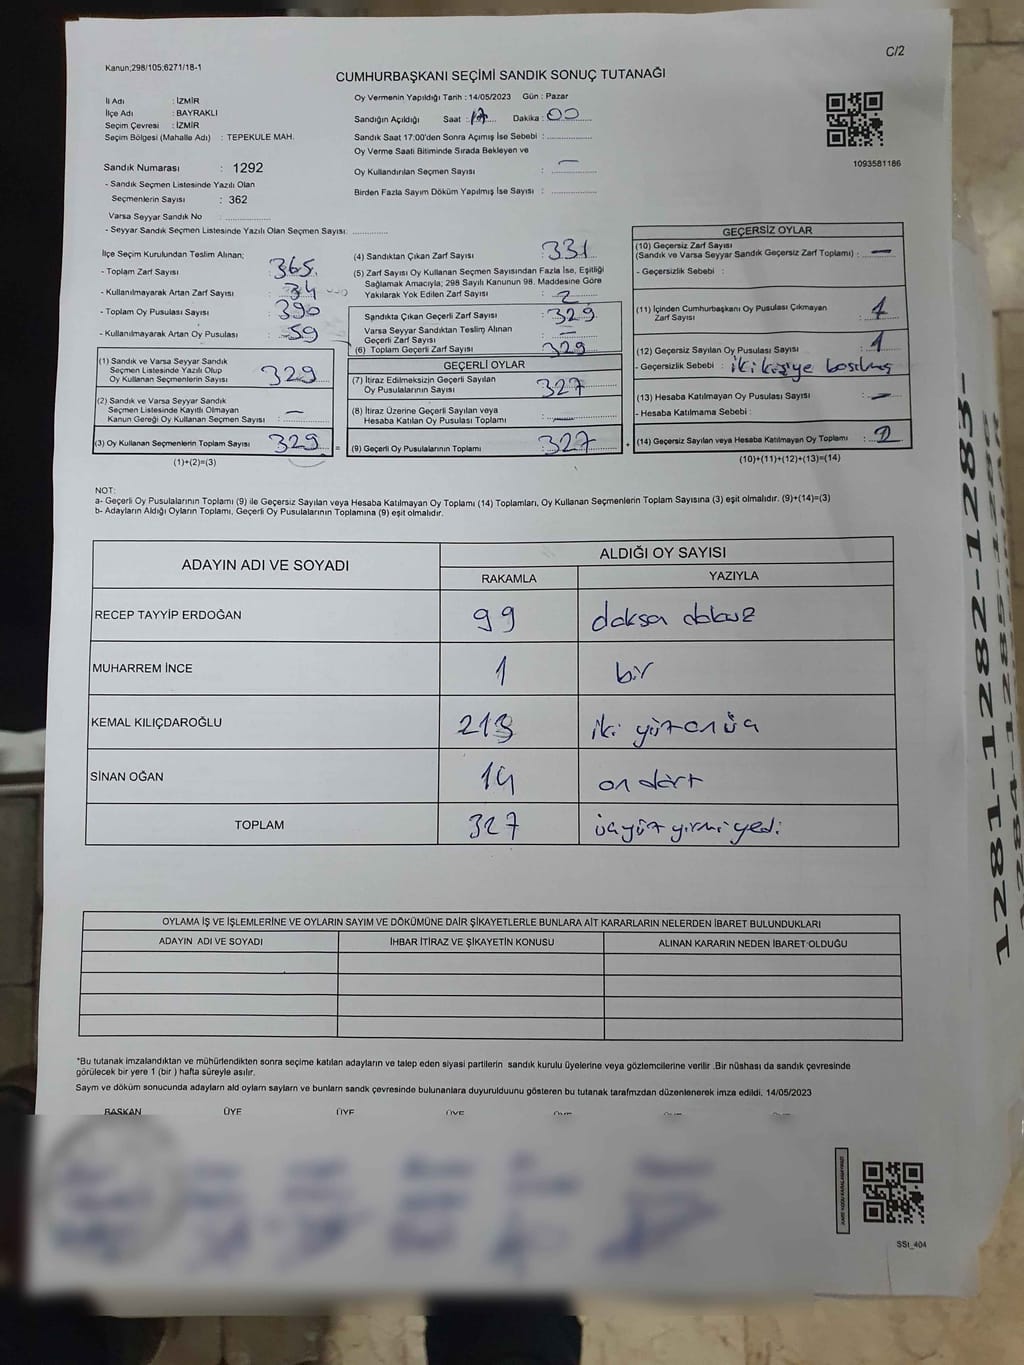 C/2
Kanun;298/105;6271/18-1
CUMHURBAŞKANI SEÇİMİ SANDIK SONUÇ TUTANAĞI
İl Adı : İZMİR
İlçe Adı : BAYRAKLI
Seçim Çevresi : İZMİR
Seçim Bölgesi (Mahalle Adı) : TEPEKULE MAH.
Sandık Numarası : 1292
- Sandık Seçmen Listesinde Yazılı Olan
Seçmenlerin Sayısı : 362
Varsa Seyyar Sandık No : ..................
- Seyyar Sandık Seçmen Listesinde Yazılı Olan Seçmen Sayısı: ............
Oy Vermenin Yapıldığı Tarih : 14/05/2023 Gün : Pazar
Sandığın Açıldığı Saat : 17 Dakika : 00
Sandık Saat 17:00'den Sonra Açımış İse Sebebi : ..................
Oy Verme Saati Bitiminde Sırada Bekleyen ve
Oy Kullandırılan Seçmen Sayısı : —
Birden Fazla Sayım Döküm Yapılmış İse Sayısı : ..................
1093581186
İlçe Seçim Kurulundan Teslim Alınan;
- Toplam Zarf Sayısı : 365
- Kullanılmayarak Artan Zarf Sayısı : 34
- Toplam Oy Pusulası Sayısı : 390
- Kullanılmayarak Artan Oy Pusulası : 59
(1) Sandık ve Varsa Seyyar Sandık
Seçmen Listesinde Yazılı Olup
Oy Kullanan Seçmenlerin Sayısı : 329
(2) Sandık ve Varsa Seyyar Sandık
Seçmen Listesinde Kayıtlı Olmayan
Kanun Gereği Oy Kullanan Seçmen Sayısı : —
(3) Oy Kullanan Seçmenlerin Toplam Sayısı : 329 =
(1)+(2)=(3)
(4) Sandıktan Çıkan Zarf Sayısı : 331
(5) Zarf Sayısı Oy Kullanan Seçmen Sayısından Fazla İse, Eşitliği
Sağlamak Amacıyla; 298 Sayılı Kanunun 98. Maddesine Göre
Yakılarak Yok Edilen Zarf Sayısı : 2
Sandıkta Çıkan Geçerli Zarf Sayısı : 329
Varsa Seyyar Sandıktan Teslim Alınan
Geçerli Zarf Sayısı : —
(6) Toplam Geçerli Zarf Sayısı : 329
GEÇERLİ OYLAR
(7) İtiraz Edilmeksizin Geçerli Sayılan
Oy Pusulalarının Sayısı : 327
(8) İtiraz Üzerine Geçerli Sayılan veya
Hesaba Katılan Oy Pusulası Toplamı : —
(9) Geçerli Oy Pusulalarının Toplamı : 327 +
GEÇERSİZ OYLAR
(10) Geçersiz Zarf Sayısı
(Sandık ve Varsa Seyyar Sandık Geçersiz Zarf Toplamı) : —
- Geçersizlik Sebebi :
(11) İçinden Cumhurbaşkanı Oy Pusulası Çıkmayan
Zarf Sayısı : 1
(12) Geçersiz Sayılan Oy Pusulası Sayısı : 1
- Geçersizlik Sebebi : iki kişiye basılmış
(13) Hesaba Katılmayan Oy Pusulası Sayısı : —
- Hesaba Katılmama Sebebi :
(14) Geçersiz Sayılan veya Hesaba Katılmayan Oy Toplamı : 2
(10)+(11)+(12)+(13)=(14)
NOT:
a- Geçerli Oy Pusulalarının Toplamı (9) ile Geçersiz Sayılan veya Hesaba Katılmayan Oy Toplamı (14) Toplamları, Oy Kullanan Seçmenlerin Toplam Sayısına (3) eşit olmalıdır. (9)+(14)=(3)
b- Adayların Aldığı Oyların Toplamı, Geçerli Oy Pusulalarının Toplamına (9) eşit olmalıdır.
ADAYIN ADI VE SOYADI ALDIĞI OY SAYISI
RAKAMLA YAZIYLA
RECEP TAYYİP ERDOĞAN 99 doksan dokuz
MUHARREM İNCE 1 bir
KEMAL KILIÇDAROĞLU 213 iki yüz on üç
SİNAN OĞAN 14 on dört
TOPLAM 327 üçyüz yirmi yedi
OYLAMA İŞ VE İŞLEMLERİNE VE OYLARIN SAYIM VE DÖKÜMÜNE DAİR ŞİKAYETLERLE BUNLARA AİT KARARLARIN NELERDEN İBARET BULUNDUKLARI
ADAYIN ADI VE SOYADI İHBAR İTİRAZ VE ŞİKAYETİN KONUSU ALINAN KARARIN NEDEN İBARET OLDUĞU
*Bu tutanak imzalandıktan ve mühürlendikten sonra seçime katılan adayların ve talep eden siyasi partilerin sandık kurulu üyelerine veya gözlemcilerine verilir .Bir nüshası da sandık çevresinde
görülecek bir yere 1 (bir ) hafta süreyle asılır.
Sayım ve döküm sonucunda adayların ald oyların sayları ve bunların sandk çevresinde bulunanlara duyurulduunu gösteren bu tutanak tarafmzdan düzenlenerek imza edildi. 14/05/2023
BAŞKAN ÜYE ÜYE ÜYE ÜYE ÜYE ÜYE
SSt_404
1281-1282-1283-